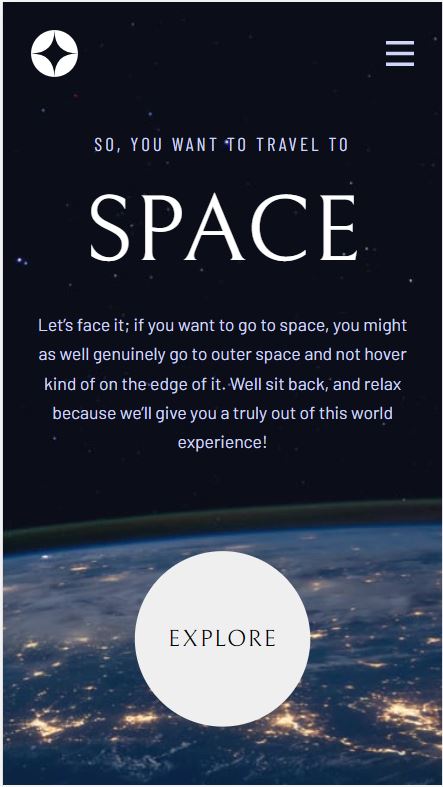 SO, YOU WANT TO TRAVEL TO
SPACE
Let’s face it; if you want to go to space, you might
as well genuinely go to outer space and not hover
kind of on the edge of it. Well sit back, and relax
because we’ll give you a truly out of this world
experience!
EXPLORE